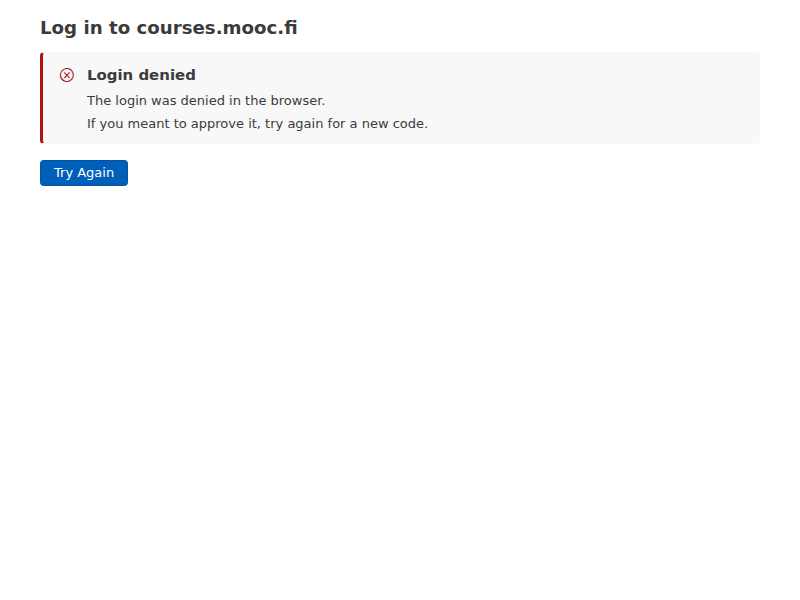 Log in to courses.mooc.fi
Login denied
The login was denied in the browser.
If you meant to approve it, try again for a new code.
Try Again